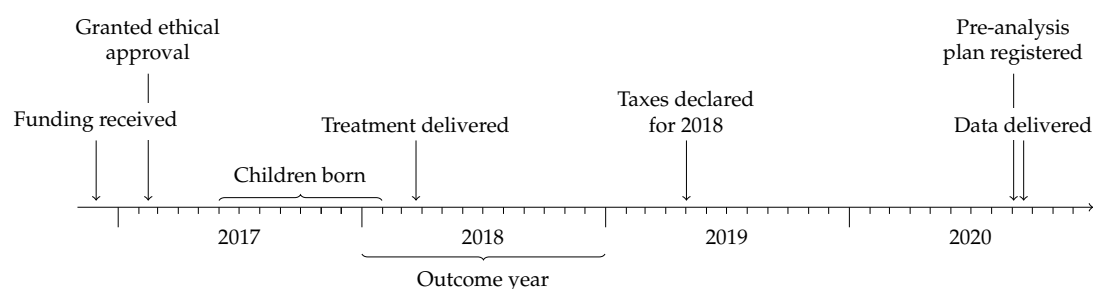 Granted ethical
approval
Pre-analysis
plan registered
Funding received
Treatment delivered
Taxes declared
for 2018
Data delivered
Children born
2017
2018
2019
2020
Outcome year